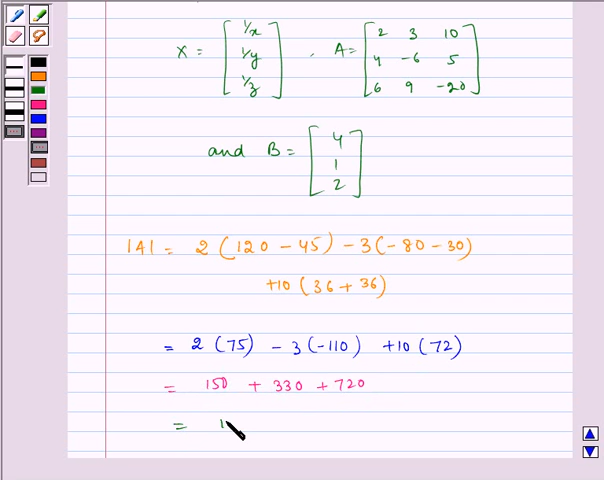 X = [1/x 1/y 1/z] , A = [2 3 10
4 -6 5
6 9 -20]
and B = [4 1 2]
|A| = 2 (120 - 45) - 3 (-80 - 30)
+10 (36 + 36)
= 2 (75) - 3 (-110) + 10 (72)
= 150 + 330 + 720
= 1